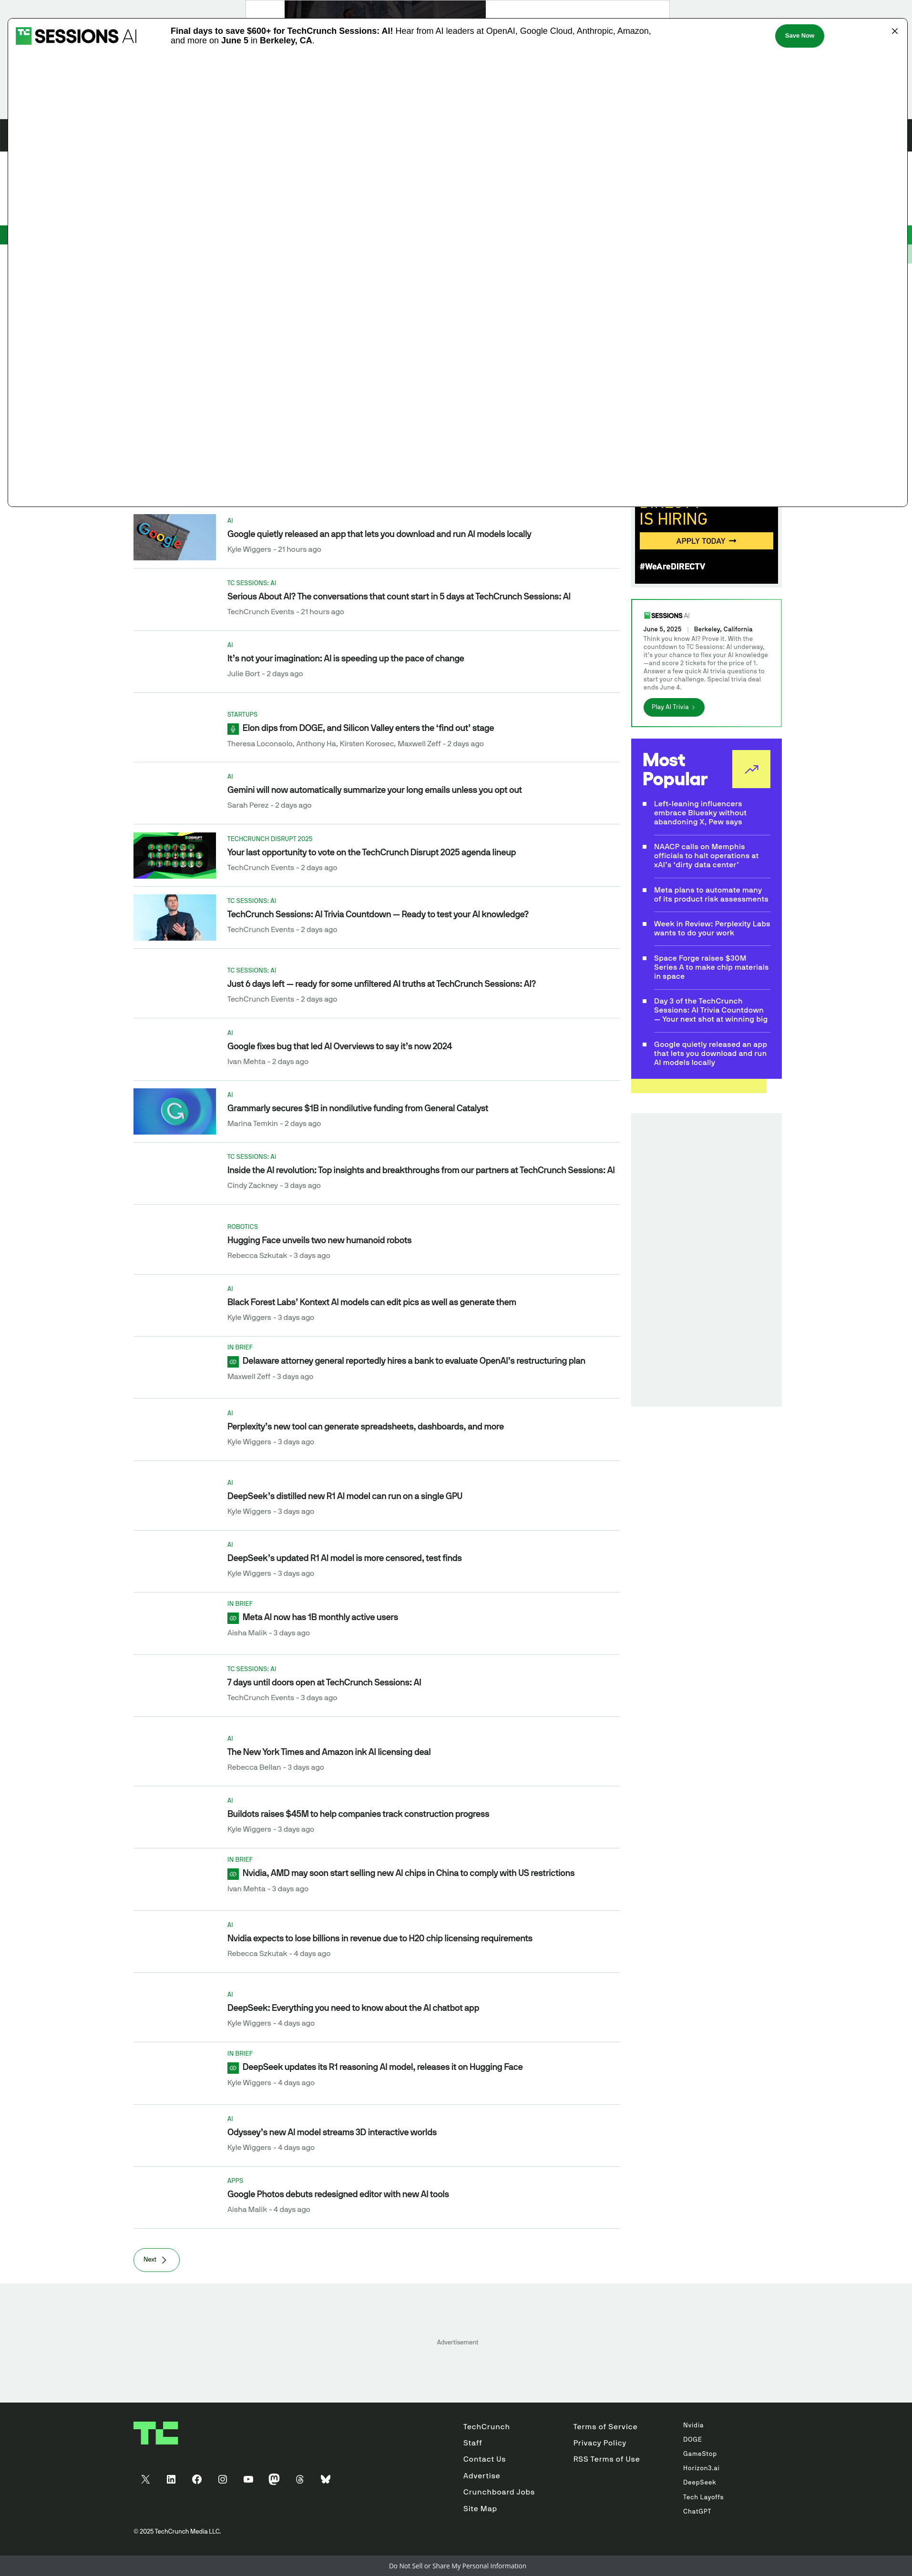 TC SESSIONS AI
Final days to save $600+ for TechCrunch Sessions: AI! Hear from AI leaders at OpenAI, Google Cloud, Anthropic, Amazon,
and more on June 5 in Berkeley, CA.
Save Now
IS HIRING
APPLY TODAY
#WeAreDIRECTV
Google
AI
Google quietly released an app that lets you download and run AI models locally
Kyle Wiggers - 21 hours ago
TC SESSIONS: AI
Serious About AI? The conversations that count start in 5 days at TechCrunch Sessions: AI
TechCrunch Events - 21 hours ago
AI
It's not your imagination: AI is speeding up the pace of change
Julie Bort - 2 days ago
STARTUPS
Elon dips from DOGE, and Silicon Valley enters the ‘find out’ stage
Theresa Loconsolo, Anthony Ha, Kirsten Korosec, Maxwell Zeff - 2 days ago
AI
Gemini will now automatically summarize your long emails unless you opt out
Sarah Perez - 2 days ago
TECHCRUNCH DISRUPT 2025
Your last opportunity to vote on the TechCrunch Disrupt 2025 agenda lineup
TechCrunch Events - 2 days ago
TC SESSIONS: AI
TechCrunch Sessions: AI Trivia Countdown — Ready to test your AI knowledge?
TechCrunch Events - 2 days ago
TC SESSIONS: AI
Just 6 days left — ready for some unfiltered AI truths at TechCrunch Sessions: AI?
TechCrunch Events - 2 days ago
AI
Google fixes bug that led AI Overviews to say it's now 2024
Ivan Mehta - 2 days ago
AI
Grammarly secures $1B in nondilutive funding from General Catalyst
Marina Temkin - 2 days ago
TC SESSIONS: AI
Inside the AI revolution: Top insights and breakthroughs from our partners at TechCrunch Sessions: AI
Cindy Zackney - 3 days ago
ROBOTICS
Hugging Face unveils two new humanoid robots
Rebecca Szkutak - 3 days ago
AI
Black Forest Labs' Kontext AI models can edit pics as well as generate them
Kyle Wiggers - 3 days ago
IN BRIEF
Delaware attorney general reportedly hires a bank to evaluate OpenAI's restructuring plan
Maxwell Zeff - 3 days ago
AI
Perplexity's new tool can generate spreadsheets, dashboards, and more
Kyle Wiggers - 3 days ago
AI
DeepSeek's distilled new R1 AI model can run on a single GPU
Kyle Wiggers - 3 days ago
AI
DeepSeek's updated R1 AI model is more censored, test finds
Kyle Wiggers - 3 days ago
IN BRIEF
Meta AI now has 1B monthly active users
Aisha Malik - 3 days ago
TC SESSIONS: AI
7 days until doors open at TechCrunch Sessions: AI
TechCrunch Events - 3 days ago
AI
The New York Times and Amazon ink AI licensing deal
Rebecca Bellan - 3 days ago
AI
Buildots raises $45M to help companies track construction progress
Kyle Wiggers - 3 days ago
IN BRIEF
Nvidia, AMD may soon start selling new AI chips in China to comply with US restrictions
Ivan Mehta - 3 days ago
AI
Nvidia expects to lose billions in revenue due to H20 chip licensing requirements
Rebecca Szkutak - 4 days ago
AI
DeepSeek: Everything you need to know about the AI chatbot app
Kyle Wiggers - 4 days ago
IN BRIEF
DeepSeek updates its R1 reasoning AI model, releases it on Hugging Face
Kyle Wiggers - 4 days ago
AI
Odyssey's new AI model streams 3D interactive worlds
Kyle Wiggers - 4 days ago
APPS
Google Photos debuts redesigned editor with new AI tools
Aisha Malik - 4 days ago
Next
SESSIONS AI
June 5, 2025 | Berkeley, California
Think you know AI? Prove it. With the
countdown to TC Sessions: AI underway,
it's your chance to flex your AI knowledge
—and score 2 tickets for the price of 1.
Answer a few quick AI trivia questions to
start your challenge. Special trivia deal
ends June 4.
Play AI Trivia
Most
Popular
Left-leaning influencers
embrace Bluesky without
abandoning X, Pew says
NAACP calls on Memphis
officials to halt operations at
xAI's ‘dirty data center’
Meta plans to automate many
of its product risk assessments
Week in Review: Perplexity Labs
wants to do your work
Space Forge raises $30M
Series A to make chip materials
in space
Day 3 of the TechCrunch
Sessions: AI Trivia Countdown
— Your next shot at winning big
Google quietly released an app
that lets you download and run
AI models locally
Advertisement
TC
TechCrunch
Staff
Contact Us
Advertise
Crunchboard Jobs
Site Map
Terms of Service
Privacy Policy
RSS Terms of Use
Nvidia
DOGE
GameStop
Horizon3.ai
DeepSeek
Tech Layoffs
ChatGPT
© 2025 TechCrunch Media LLC.
Do Not Sell or Share My Personal Information